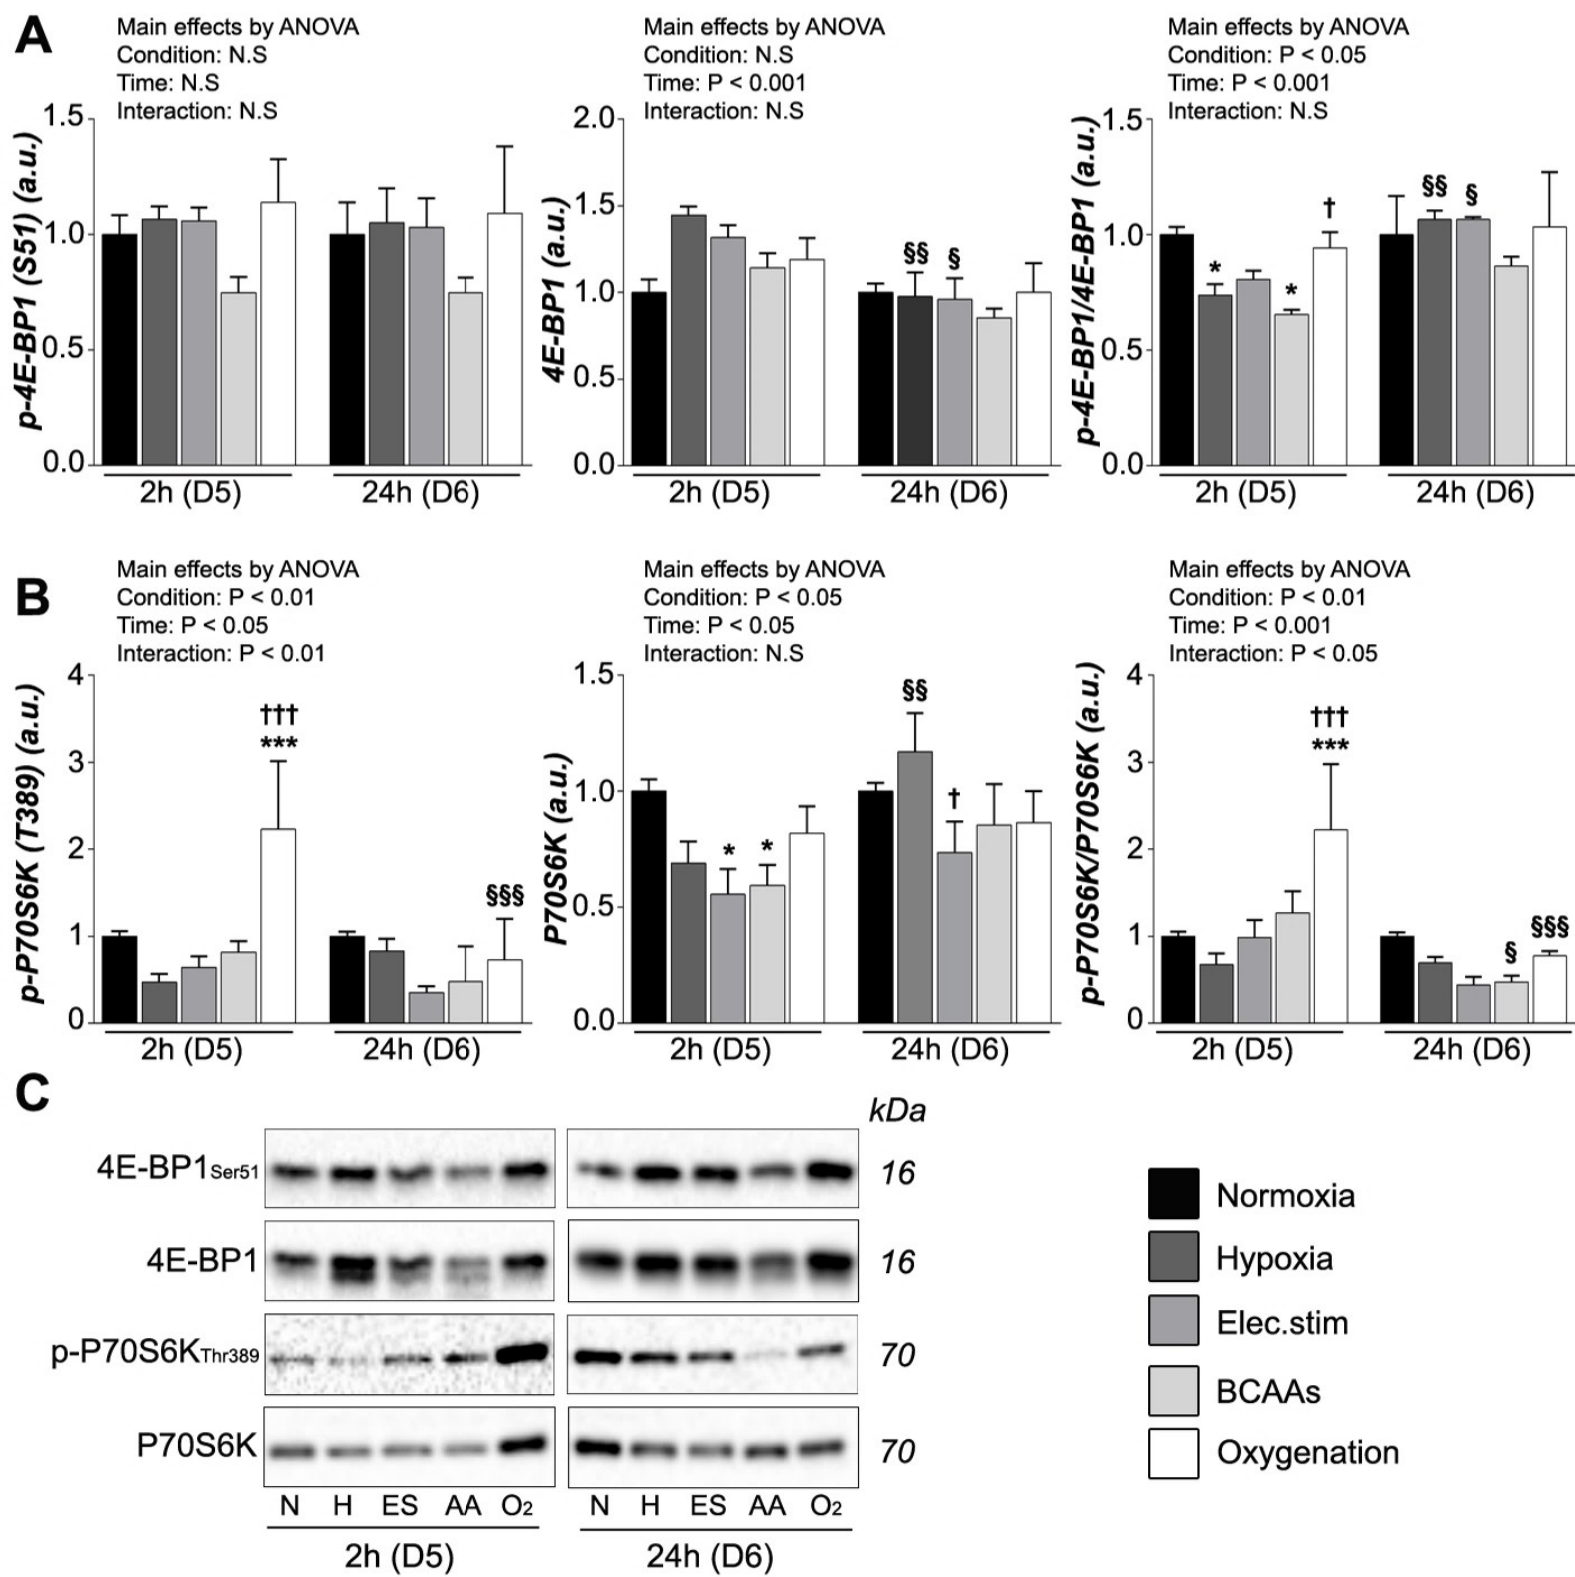 A
Main effects by ANOVA
Condition: N.S
Time: N.S
Interaction: N.S
p-4E-BP1 (S51) (a.u.)
1.5
1.0
0.5
0.0
2h (D5)
24h (D6)
Main effects by ANOVA
Condition: N.S
Time: P < 0.001
Interaction: N.S
4E-BP1 (a.u.)
2.0
1.5
1.0
0.5
0.0
§§
§
2h (D5)
24h (D6)
Main effects by ANOVA
Condition: P < 0.05
Time: P < 0.001
Interaction: N.S
p-4E-BP1/4E-BP1 (a.u.)
1.5
1.0
0.5
0.0
*
*
†
§§
§
2h (D5)
24h (D6)
B
Main effects by ANOVA
Condition: P < 0.01
Time: P < 0.05
Interaction: P < 0.01
p-P70S6K (T389) (a.u.)
4
3
2
1
0
†††
***
§§§
2h (D5)
24h (D6)
Main effects by ANOVA
Condition: P < 0.05
Time: P < 0.05
Interaction: N.S
P70S6K (a.u.)
1.5
1.0
0.5
0.0
*
*
§§
†
2h (D5)
24h (D6)
Main effects by ANOVA
Condition: P < 0.01
Time: P < 0.001
Interaction: P < 0.05
p-P70S6K/P70S6K (a.u.)
4
3
2
1
0
†††
***
§
§§§
2h (D5)
24h (D6)
C
kDa
4E-BP1Ser51
16
4E-BP1
16
p-P70S6KThr389
70
P70S6K
70
N H ES AA O2
N H ES AA O2
2h (D5)
24h (D6)
Normoxia
Hypoxia
Elec.stim
BCAAs
Oxygenation